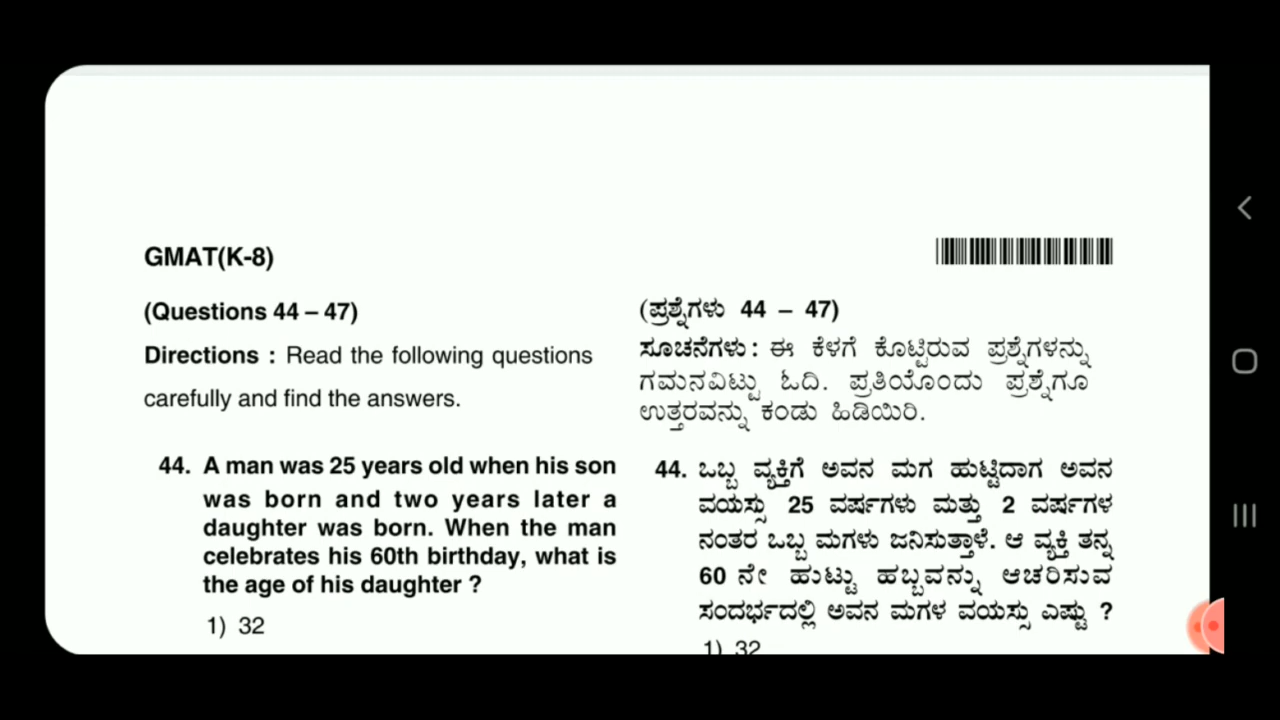 GMAT(K-8)
(Questions 44 – 47)
Directions : Read the following questions
carefully and find the answers.
44. A man was 25 years old when his son
was born and two years later a
daughter was born. When the man
celebrates his 60th birthday, what is
the age of his daughter ?
1) 32
(ಪ್ರಶ್ನೆಗಳು 44 – 47)
ಸೂಚನೆಗಳು : ಈ ಕೆಳಗೆ ಕೊಟ್ಟಿರುವ ಪ್ರಶ್ನೆಗಳನ್ನು
ಗಮನವಿಟ್ಟು ಓದಿ. ಪ್ರತಿಯೊಂದು ಪ್ರಶ್ನೆಗೂ
ಉತ್ತರವನ್ನು ಕಂಡು ಹಿಡಿಯಿರಿ.
44. ಒಬ್ಬ ವ್ಯಕ್ತಿಗೆ ಅವನ ಮಗ ಹುಟ್ಟಿದಾಗ ಅವನ
ವಯಸ್ಸು 25 ವರ್ಷಗಳು ಮತ್ತು 2 ವರ್ಷಗಳ
ನಂತರ ಒಬ್ಬ ಮಗಳು ಜನಿಸುತ್ತಾಳೆ. ಆ ವ್ಯಕ್ತಿ ತನ್ನ
60 ನೇ ಹುಟ್ಟು ಹಬ್ಬವನ್ನು ಆಚರಿಸುವ
ಸಂದರ್ಭದಲ್ಲಿ ಅವನ ಮಗಳ ವಯಸ್ಸು ಎಷ್ಟು ?
1) 32